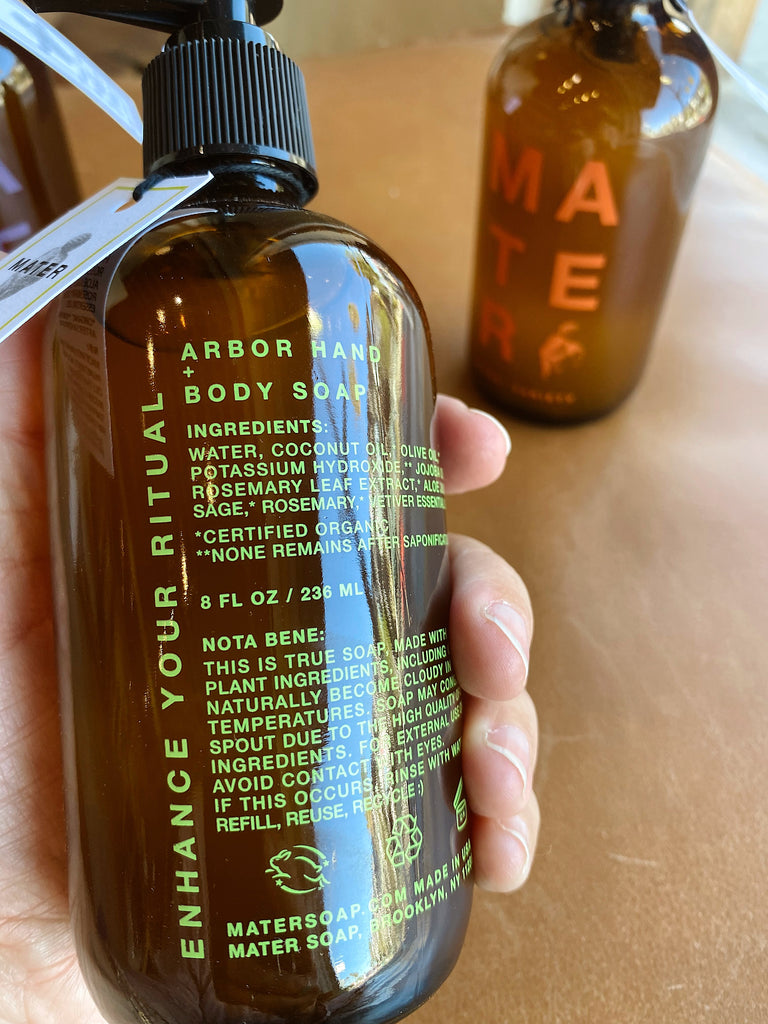 MATER
ENHANCE YOUR RITUAL
ARBOR HAND
+
BODY SOAP
INGREDIENTS:
WATER, COCONUT OIL,* OLIVE OIL,*
POTASSIUM HYDROXIDE,** JOJOBA
ROSEMARY LEAF EXTRACT,* ALOE
SAGE,* ROSEMARY,* VETIVER ESSENTIAL
*CERTIFIED ORGANIC
**NONE REMAINS AFTER
8 FL OZ / 236 ML
NOTA BENE:
THIS IS TRUE SOAP, MADE WITH
PLANT INGREDIENTS, INCLUDING
NATURALLY BECOME CLOUDY IN
TEMPERATURES. SOAP MAY
SPOUT DUE TO THE HIGH QUALITY
INGREDIENTS. FOR EXTERNAL USE
AVOID CONTACT WITH EYES.
IF THIS OCCURS, RINSE WITH
REFILL, REUSE, RECYCLE:)
MATERSOAP.COM MADE IN USA
MATER SOAP, BROOKLYN, NY
MA
TE
R